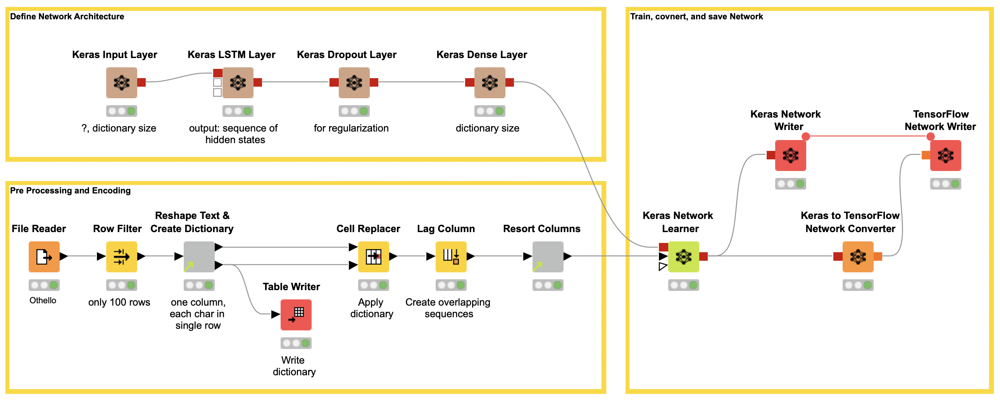 Define Network Architecture
Keras Input Layer
Keras LSTM Layer
Keras Dropout Layer
Keras Dense Layer
?, dictionary size
output: sequence of
hidden states
for regularization
dictionary size
Pre Processing and Encoding
File Reader
Row Filter
Reshape Text &
Create Dictionary
Cell Replacer
Lag Column
Resort Columns
Othello
only 100 rows
one column,
each char in
single row
Table Writer
Write
dictionary
Apply
dictionary
Create overlapping
sequences
Train, covnert, and save Network
Keras Network
Writer
TensorFlow
Network Writer
Keras Network
Learner
Keras to TensorFlow
Network Converter